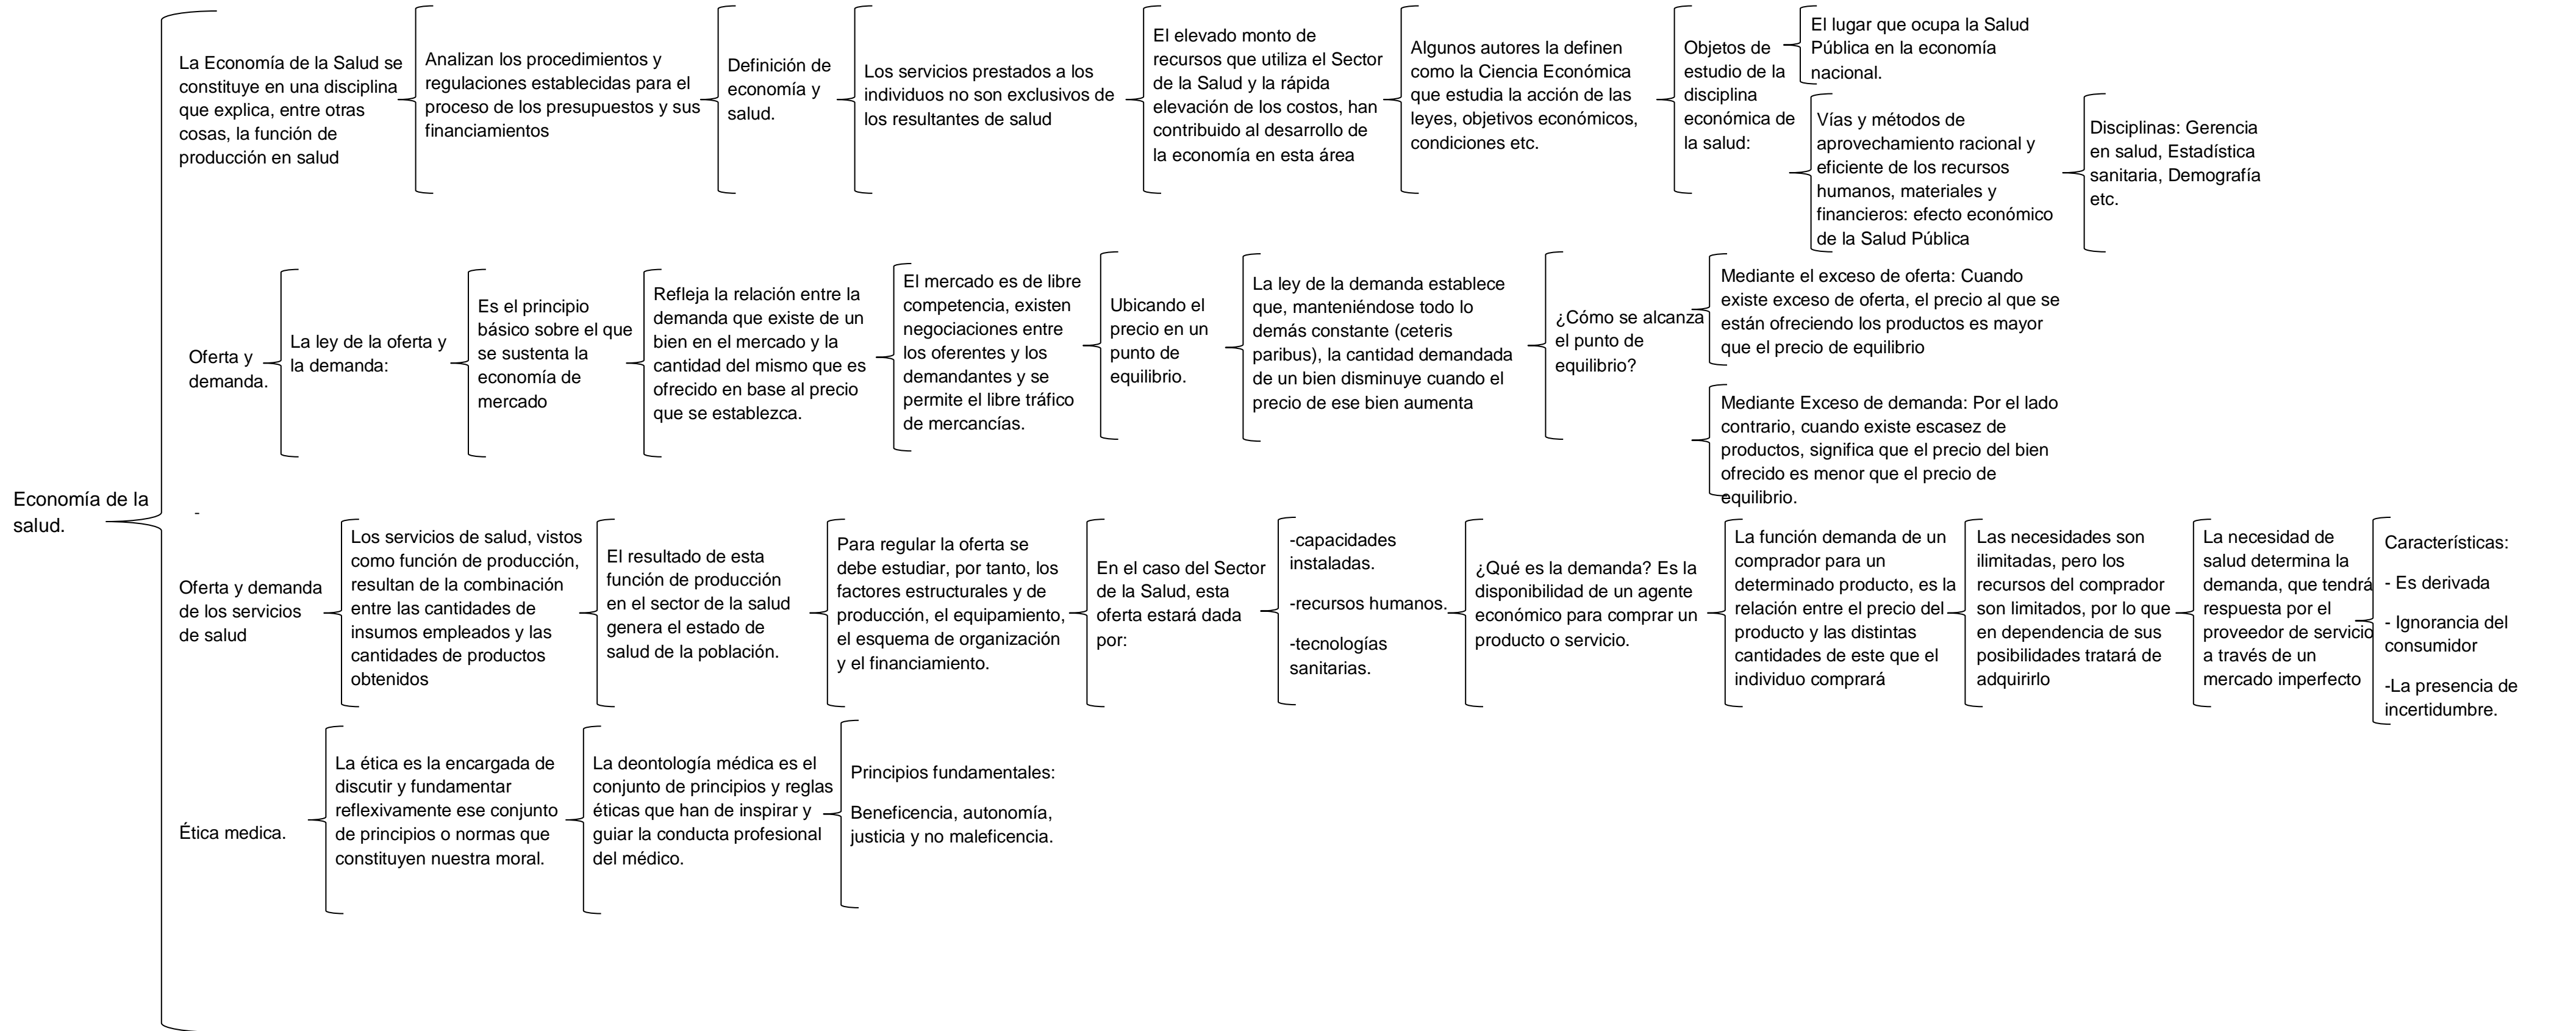 Economía de la
salud.
La Economía de la Salud se
constituye en una disciplina
que explica, entre otras
cosas, la función de
producción en salud
Analizan los procedimientos y
regulaciones establecidas para el
proceso de los presupuestos y sus
financiamientos
Definición de
economía y
salud.
Los servicios prestados a los
individuos no son exclusivos de
los resultantes de salud
El elevado monto de
recursos que utiliza el Sector
de la Salud y la rápida
elevación de los costos, han
contribuido al desarrollo de
la economía en esta área
Algunos autores la definen
como la Ciencia Económica
que estudia la acción de las
leyes, objetivos económicos,
condiciones etc.
Objetos de
estudio de la
disciplina
económica de
la salud:
El lugar que ocupa la Salud
Pública en la economía
nacional.
Vías y métodos de
aprovechamiento racional y
eficiente de los recursos
humanos, materiales y
financieros: efecto económico
de la Salud Pública
Disciplinas: Gerencia
en salud, Estadística
sanitaria, Demografía
etc.
Oferta y
demanda.
La ley de la oferta y
la demanda:
Es el principio
básico sobre el que
se sustenta la
economía de
mercado
Refleja la relación entre la
demanda que existe de un
bien en el mercado y la
cantidad del mismo que es
ofrecido en base al precio
que se establezca.
El mercado es de libre
competencia, existen
negociaciones entre
los oferentes y los
demandantes y se
permite el libre tráfico
de mercancías.
Ubicando el
precio en un
punto de
equilibrio.
La ley de la demanda establece
que, manteniéndose todo lo
demás constante (ceteris
paribus), la cantidad demandada
de un bien disminuye cuando el
precio de ese bien aumenta
¿Cómo se alcanza
el punto de
equilibrio?
Mediante el exceso de oferta: Cuando
existe exceso de oferta, el precio al que se
están ofreciendo los productos es mayor
que el precio de equilibrio
Mediante Exceso de demanda: Por el lado
contrario, cuando existe escasez de
productos, significa que el precio del bien
ofrecido es menor que el precio de
equilibrio.
-
Oferta y demanda
de los servicios
de salud
Los servicios de salud, vistos
como función de producción,
resultan de la combinación
entre las cantidades de
insumos empleados y las
cantidades de productos
obtenidos
El resultado de esta
función de producción
en el sector de la salud
genera el estado de
salud de la población.
Para regular la oferta se
debe estudiar, por tanto, los
factores estructurales y de
producción, el equipamiento,
el esquema de organización
y el financiamiento.
En el caso del Sector
de la Salud, esta
oferta estará dada
por:
-capacidades
instaladas.
-recursos humanos.
-tecnologías
sanitarias.
¿Qué es la demanda? Es la
disponibilidad de un agente
económico para comprar un
producto o servicio.
La función demanda de un
comprador para un
determinado producto, es la
relación entre el precio del
producto y las distintas
cantidades de este que el
individuo comprará
Las necesidades son
ilimitadas, pero los
recursos del comprador
son limitados, por lo que
en dependencia de sus
posibilidades tratará de
adquirirlo
La necesidad de
salud determina la
demanda, que tendrá
respuesta por el
proveedor de servicio
a través de un
mercado imperfecto
Características:
- Es derivada
- Ignorancia del
consumidor
-La presencia de
incertidumbre.
Ética medica.
La ética es la encargada de
discutir y fundamentar
reflexivamente ese conjunto
de principios o normas que
constituyen nuestra moral.
La deontología médica es el
conjunto de principios y reglas
éticas que han de inspirar y
guiar la conducta profesional
del médico.
Principios fundamentales:
Beneficencia, autonomía,
justicia y no maleficencia.